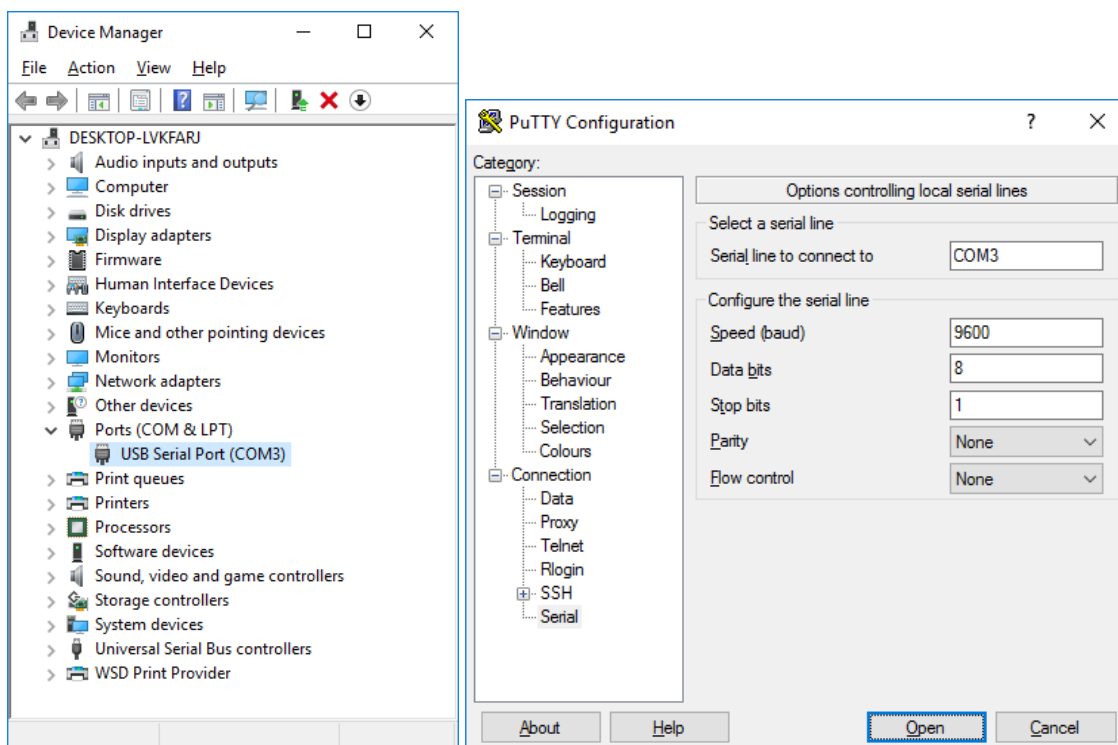 Device Manager
File Action View Help
DESKTOP-LVKFARJ
Audio inputs and outputs
Computer
Disk drives
Display adapters
Firmware
Human Interface Devices
Keyboards
Mice and other pointing devices
Monitors
Network adapters
Other devices
Ports (COM & LPT)
USB Serial Port (COM3)
Print queues
Printers
Processors
Software devices
Sound, video and game controllers
Storage controllers
System devices
Universal Serial Bus controllers
WSD Print Provider
PuTTY Configuration
Category:
Session
Logging
Terminal
Keyboard
Bell
Features
Window
Appearance
Behaviour
Translation
Selection
Colours
Connection
Data
Proxy
Telnet
Rlogin
SSH
Serial
Options controlling local serial lines
Select a serial line
Serial line to connect to COM3
Configure the serial line
Speed (baud) 9600
Data bits 8
Stop bits 1
Parity None
Flow control None
About Help Open Cancel